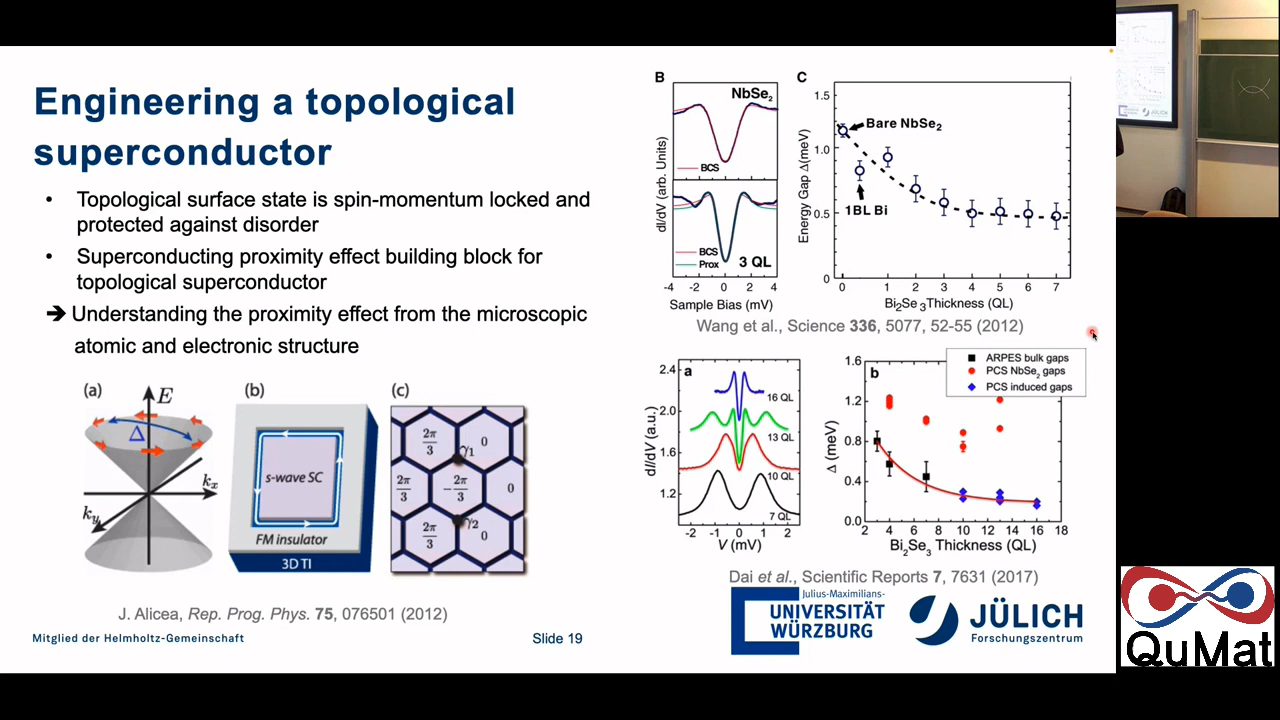 Engineering a topological
superconductor
• Topological surface state is spin-momentum locked and
protected against disorder
• Superconducting proximity effect building block for
topological superconductor
➔ Understanding the proximity effect from the microscopic
atomic and electronic structure
(a)
E
Δ
kx
ky
(b)
s-wave SC
FM insulator
3D TI
(c)
2π/3
0
γ1
2π/3
-2π/3
0
2π/3
γ2
0
J. Alicea, Rep. Prog. Phys. 75, 076501 (2012)
Mitglied der Helmholtz-Gemeinschaft
Slide 19
B
NbSe2
BCS
BCS
Prox
3 QL
dI/dV (arb. Units)
-4 -2 0 2 4
Sample Bias (mV)
C
1.5
1.0
0.5
0
Energy Gap Δ(meV)
Bare NbSe2
1BL Bi
0 1 2 3 4 5 6 7
Bi2Se3Thickness (QL)
Wang et al., Science 336, 5077, 52-55 (2012)
a
2.4
2.0
1.6
1.2
dI/dV (a.u.)
16 QL
13 QL
10 QL
7 QL
-2 -1 0 1 2
V (mV)
b
ARPES bulk gaps
PCS NbSe2 gaps
PCS induced gaps
1.6
1.2
0.8
0.4
0.0
Δ (meV)
2 4 6 8 10 12 14 16 18
Bi2Se3 Thickness (QL)
Dai et al., Scientific Reports 7, 7631 (2017)
Julius-Maximilians-
UNIVERSITÄT
WÜRZBURG
JÜLICH
Forschungszentrum
QuMat